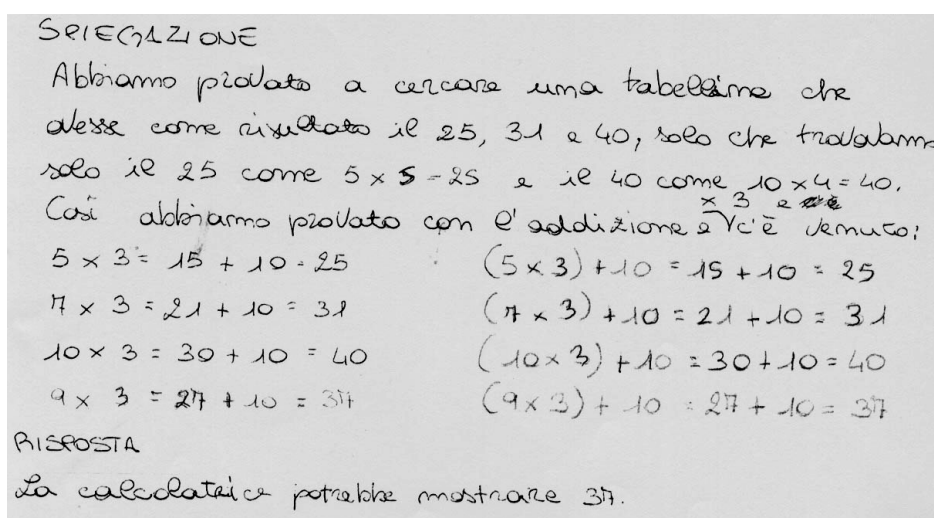 SPIEGAZIONE
Abbiamo provato a cercare una tabellina che
avesse come risultato il 25, 31 e 40, solo che trovavamo
solo il 25 come 5 x 5 = 25 e il 40 come 10 x 4 = 40.
x 3 e
Così abbiamo provato con l'addizione e c'è venuto:
5 x 3 = 15 + 10 = 25 (5 x 3) + 10 = 15 + 10 = 25
7 x 3 = 21 + 10 = 31 (7 x 3) + 10 = 21 + 10 = 31
10 x 3 = 30 + 10 = 40 (10 x 3) + 10 = 30 + 10 = 40
9 x 3 = 27 + 10 = 37 (9 x 3) + 10 = 27 + 10 = 37
RISPOSTA
La calcolatrice potrebbe mostrare 37.